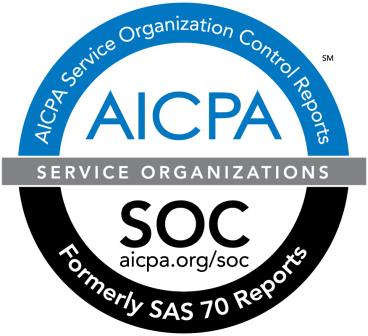 AICPA Service Organization Control Reports
SM
AICPA
SERVICE ORGANIZATIONS
SOC
aicpa.org/soc
Formerly SAS 70 Reports